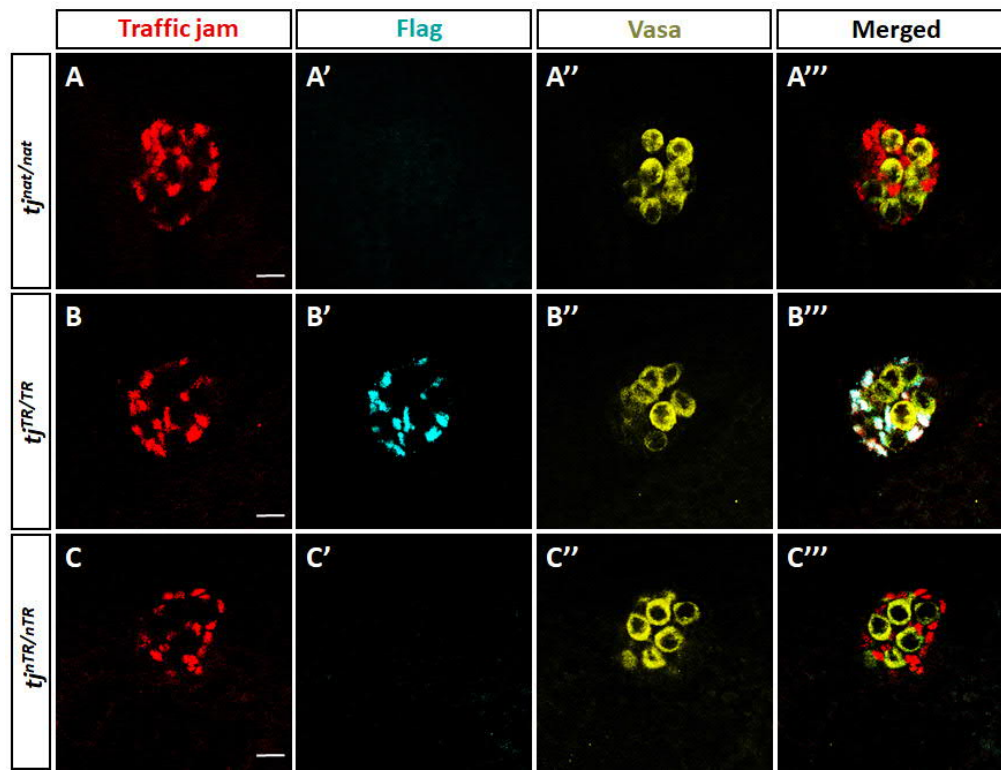 Traffic jam Flag Vasa Merged
tj^nat/nat A A’ A’’ A’’’
tj^TR/TR B B’ B’’ B’’’
tj^nTR/nTR C C’ C’’ C’’’